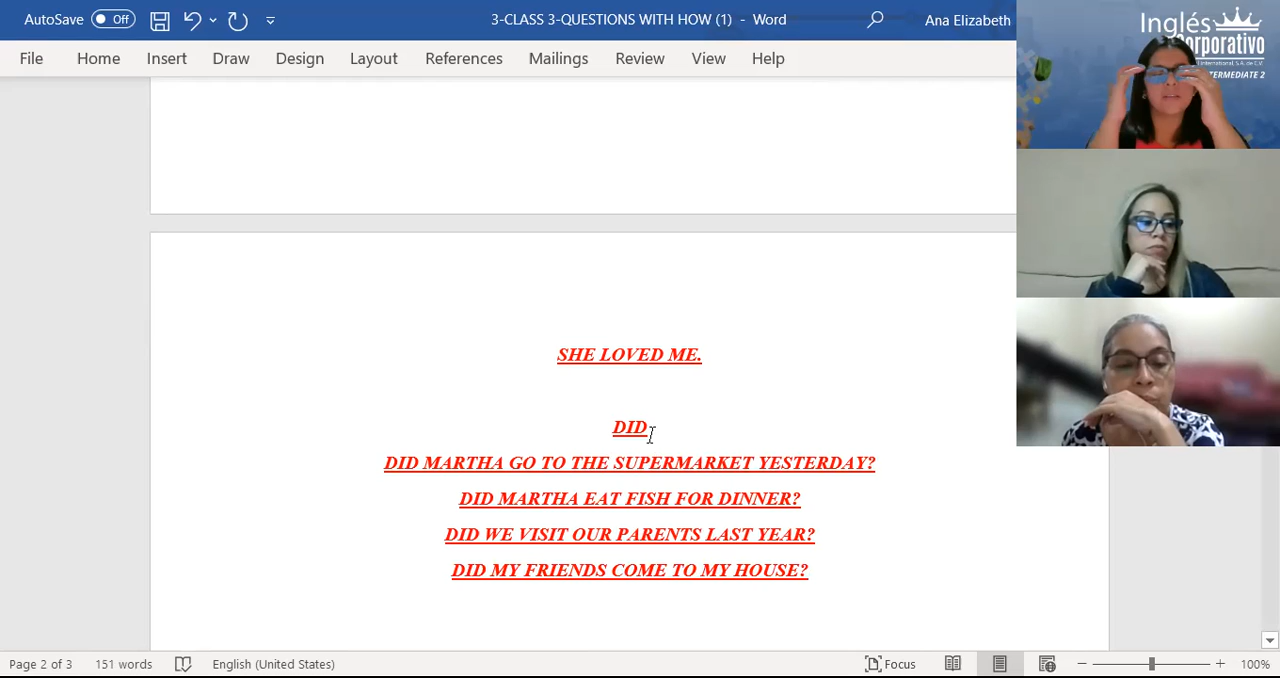 AutoSave Off 3-CLASS 3-QUESTIONS WITH HOW (1) - Word Ana Elizabeth
File Home Insert Draw Design Layout References Mailings Review View Help
Inglés
Corporativo
SHE LOVED ME.
DID
DID MARTHA GO TO THE SUPERMARKET YESTERDAY?
DID MARTHA EAT FISH FOR DINNER?
DID WE VISIT OUR PARENTS LAST YEAR?
DID MY FRIENDS COME TO MY HOUSE?
Page 2 of 3 151 words English (United States) Focus 100%